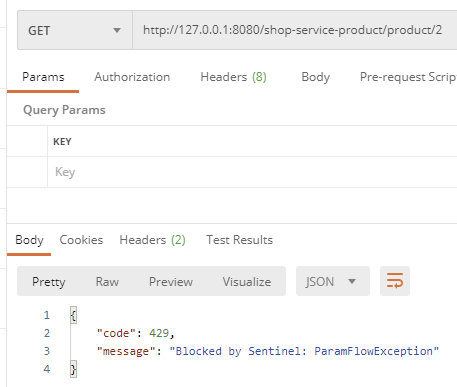 GET http://127.0.0.1:8080/shop-service-product/product/2
Params Authorization Headers (8) Body Pre-request Scrip
Query Params
KEY
Key
Body Cookies Headers (2) Test Results
Pretty Raw Preview Visualize JSON
1 {
2 "code": 429,
3 "message": "Blocked by Sentinel: ParamFlowException"
4 }